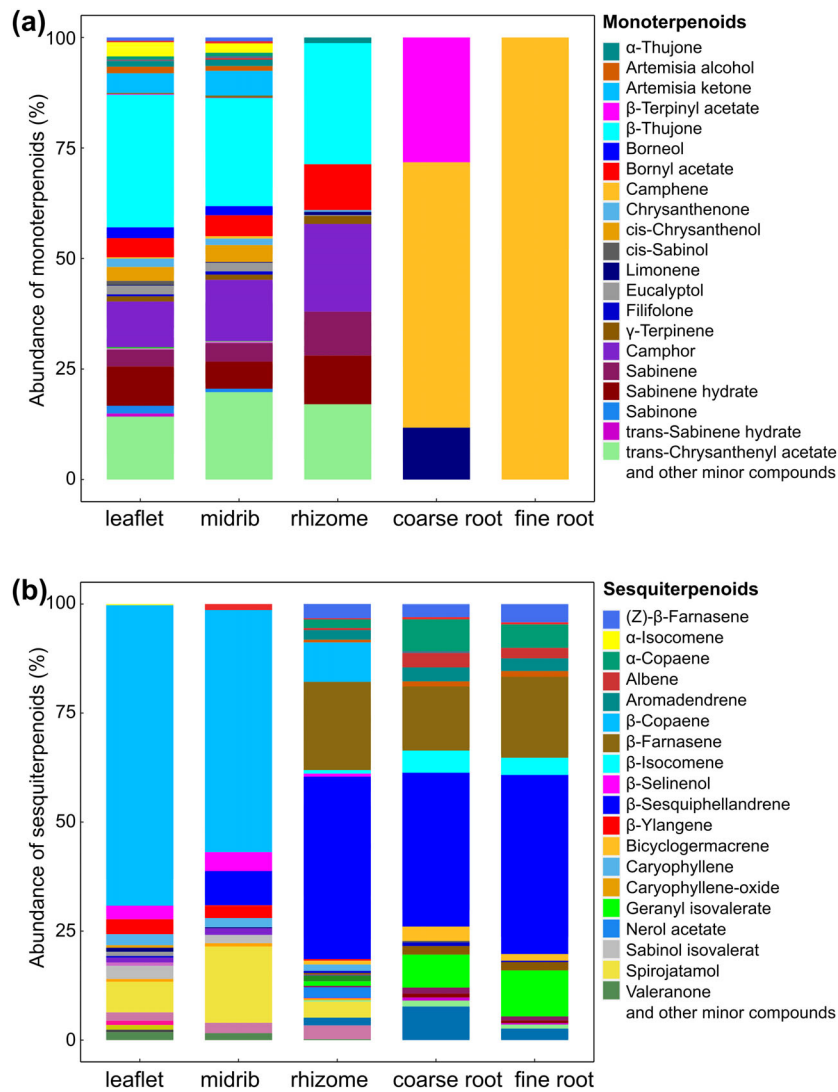 (a)
Monoterpenoids
Abundance of monoterpenoids (%)
100
75
50
25
0
leaflet midrib rhizome coarse root fine root
α-Thujone
Artemisia alcohol
Artemisia ketone
β-Terpinyl acetate
β-Thujone
Borneol
Bornyl acetate
Camphene
Chrysanthenone
cis-Chrysanthenol
cis-Sabinol
Limonene
Eucalyptol
Filifolone
γ-Terpinene
Camphor
Sabinene
Sabinene hydrate
Sabinone
trans-Sabinene hydrate
trans-Chrysanthenyl acetate
and other minor compounds
(b)
Sesquiterpenoids
Abundance of sesquiterpenoids (%)
100
75
50
25
0
leaflet midrib rhizome coarse root fine root
(Z)-β-Farnasene
α-Isocomene
α-Copaene
Albene
Aromadendrene
β-Copaene
β-Farnasene
β-Isocomene
β-Selinenol
β-Sesquiphellandrene
β-Ylangene
Bicyclogermacrene
Caryophyllene
Caryophyllene-oxide
Geranyl isovalerate
Nerol acetate
Sabinol isovalerat
Spirojatamol
Valeranone
and other minor compounds